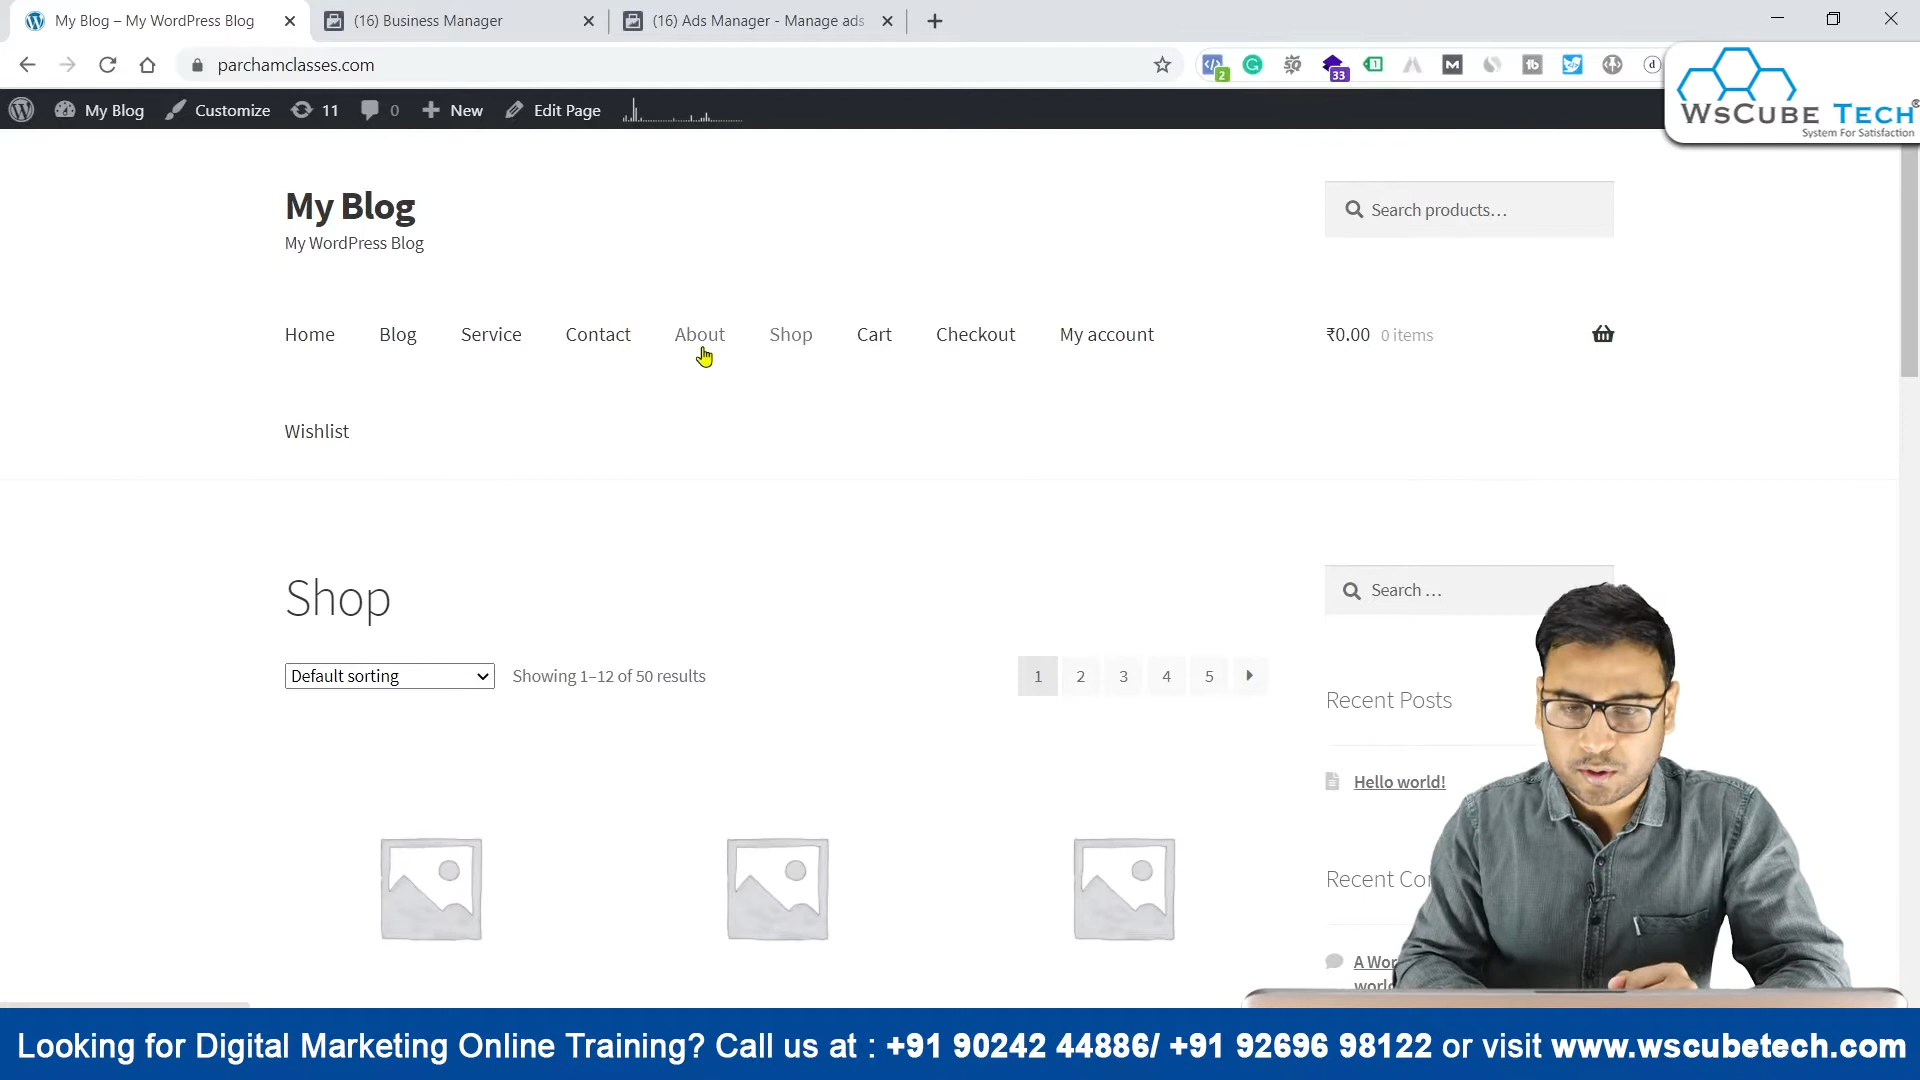 My Blog – My WordPress Blog
(16) Business Manager
(16) Ads Manager - Manage ads
parchamclasses.com
2
33
1
WsCube Tech®
System For Satisfaction
My Blog
Customize
11
0
New
Edit Page
My Blog
My WordPress Blog
Search products…
Home
Blog
Service
Contact
About
Shop
Cart
Checkout
My account
₹0.00 0 items
Wishlist
Shop
Search …
Default sorting
Showing 1–12 of 50 results
1 2 3 4 5
Recent Posts
Hello world!
Looking for Digital Marketing Online Training? Call us at : +91 90242 44886/ +91 92696 98122 or visit www.wscubetech.com